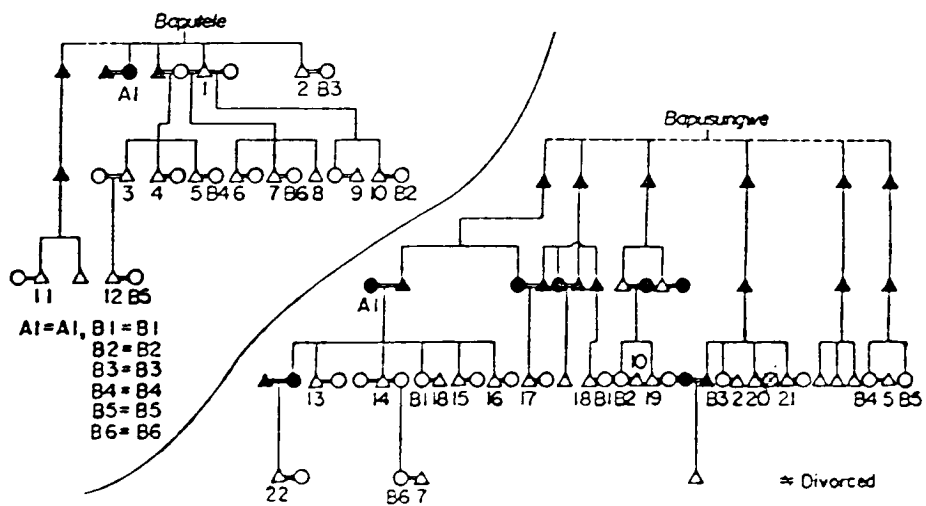 Baputele
A1 1 2 B3
3 4 5 B4 6 7 B6 8 9 10 B2
11 12 B5
A1=A1, B1=B1
B2=B2
B3=B3
B4=B4
B5=B5
B6=B6
Bapusungwe
A1
10
13 14 B1 18 15 16 17 18 B1 B2 19 B3 2 20 21 B4 5 B5
22 B6 7
≠ Divorced